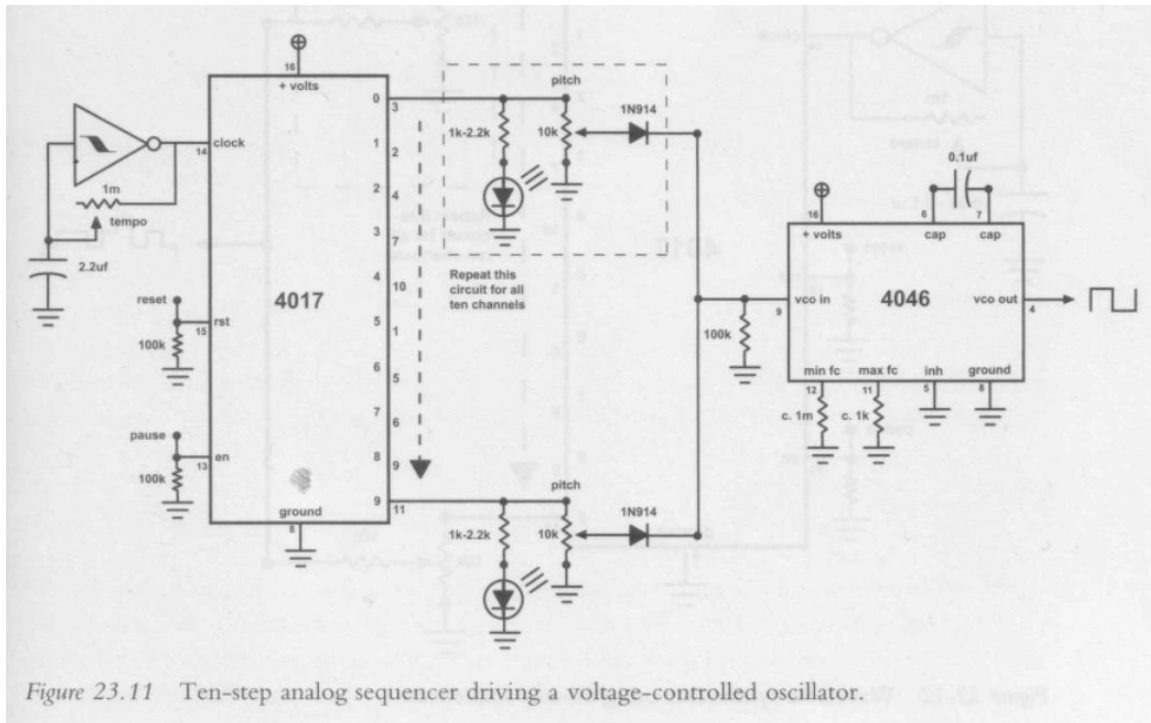 16
+ volts
14
clock
1m
tempo
2.2uf
reset
15
rst
100k
pause
13
en
100k
4017
ground
8
0
3
1
2
2
4
3
7
4
10
5
1
6
5
7
6
8
9
9
11
pitch
1k-2.2k
10k
1N914
Repeat this
circuit for all
ten channels
pitch
1k-2.2k
10k
1N914
100k
0.1uf
16
+ volts
6
cap
7
cap
9
vco in
4046
vco out
4
min fc
max fc
inh
ground
12
11
5
8
c. 1m
c. 1k
Figure 23.11 Ten-step analog sequencer driving a voltage-controlled oscillator.